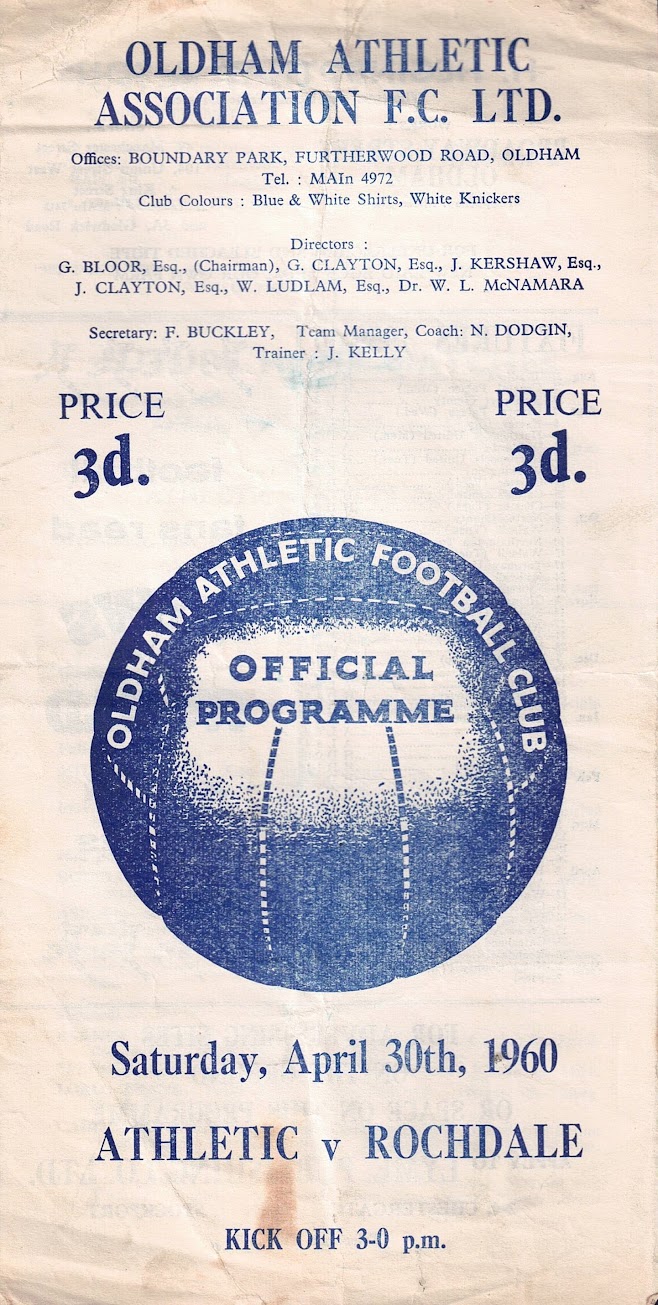 OLDHAM ATHLETIC
ASSOCIATION F.C. LTD.
Offices: BOUNDARY PARK, FURTHERWOOD ROAD, OLDHAM
Tel. : MAIn 4972
Club Colours : Blue & White Shirts, White Knickers
Directors :
G. BLOOR, Esq., (Chairman), G. CLAYTON, Esq., J. KERSHAW, Esq.,
J. CLAYTON, Esq., W. LUDLAM, Esq., Dr. W. L. McNAMARA
Secretary: F. BUCKLEY, Team Manager, Coach: N. DODGIN,
Trainer : J. KELLY
PRICE PRICE
3d. 3d.
OLDHAM ATHLETIC FOOTBALL CLUB
OFFICIAL
PROGRAMME
Saturday, April 30th, 1960
ATHLETIC v ROCHDALE
KICK OFF 3-0 p.m.